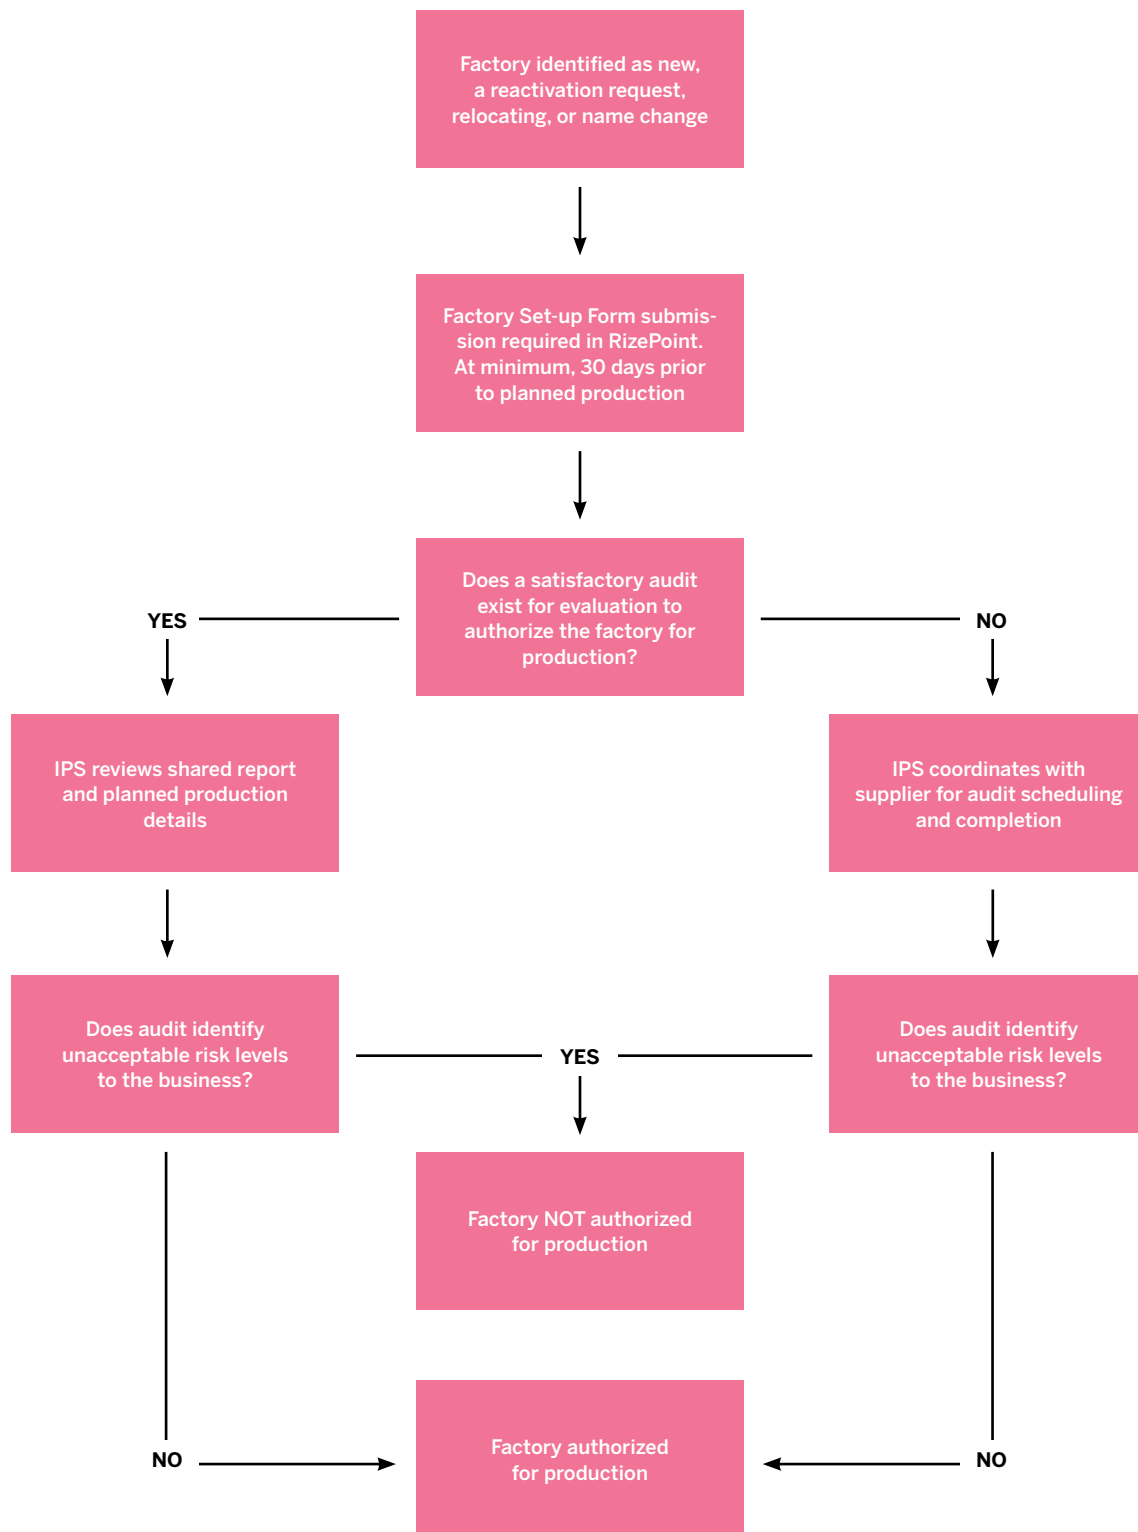 Factory identified as new,
a reactivation request,
relocating, or name change
Factory Set-up Form submis-
sion required in RizePoint.
At minimum, 30 days prior
to planned production
Does a satisfactory audit
exist for evaluation to
authorize the factory for
production?
YES
NO
IPS reviews shared report
and planned production
details
IPS coordinates with
supplier for audit scheduling
and completion
Does audit identify
unacceptable risk levels
to the business?
YES
Does audit identify
unacceptable risk levels
to the business?
Factory NOT authorized
for production
NO
Factory authorized
for production
NO